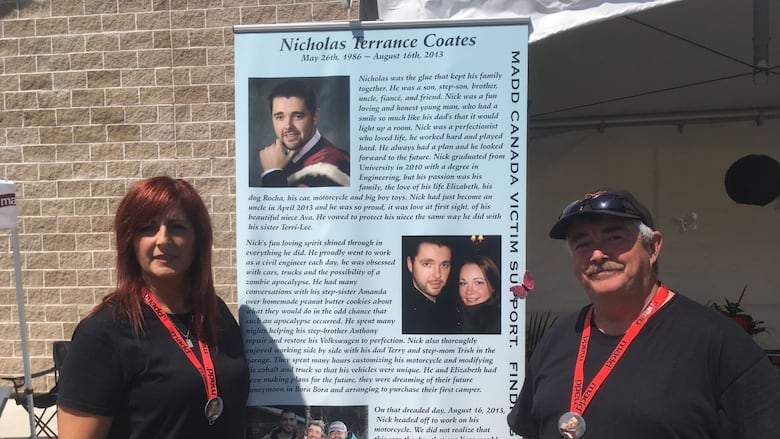 Nicholas Terrance Coates
May 26th, 1986 ~ August 16th, 2013
Nicholas was the glue that kept his family
together. He was a son, step-son, brother,
uncle, fiancé, and friend. Nick was a fun
loving and honest young man, who had a
smile so much like his dad's that it would
light up a room. Nick was a perfectionist
who loved life, he worked hard and played
hard. He always had a plan and he looked
forward to the future. Nick graduated from
University in 2010 with a degree in
Engineering, but his passion was his
family, the love of his life Elizabeth, his
dog Rocha, his car, motorcycle and big boy toys. Nick had just become an
uncle in April 2013 and he was so proud, it was love at first sight, of his
beautiful niece Ava. He vowed to protect his niece the same way he did with
his sister Terri-Lee.
Nick's fun loving spirit shined through in
everything he did. He proudly went to work
as a civil engineer each day, he was obsessed
with cars, trucks and the possibility of a
zombie apocalypse. He had many
conversations with his step-sister Amanda
over homemade peanut butter cookies about
what they would do in the odd chance that
such an apocalypse occurred. He spent many
nights helping his step-brother Anthony
repair and restore his Volkswagen to perfection. Nick also thoroughly
enjoyed working side by side with his dad Terry and step-mom Trish in the
garage. They spent many hours customizing his motorcycle and modifying
his cobalt and truck so that his vehicles were unique. He and Elizabeth had
been making plans for the future, they were dreaming of their future
honeymoon in Bora Bora and arranging to purchase their first camper.
On that dreaded day, August 16, 2013,
Nick headed off to work on his
motorcycle. We did not realize that
MADD CANADA VICTIM SUPPORT. FINDING
madd
madd